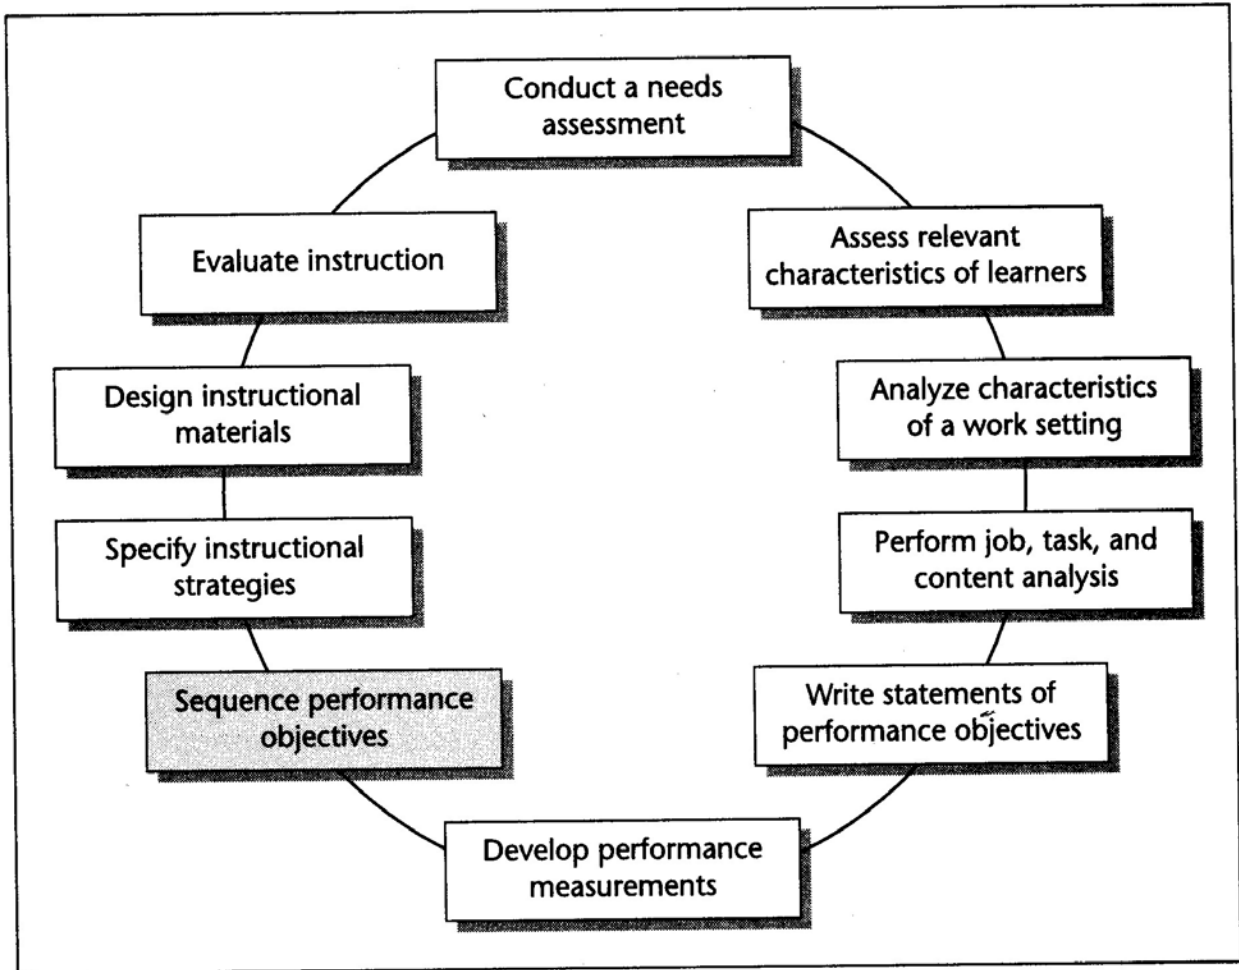 Conduct a needs
assessment
Assess relevant
characteristics of learners
Analyze characteristics
of a work setting
Perform job, task, and
content analysis
Write statements of
performance objectives
Develop performance
measurements
Sequence performance
objectives
Specify instructional
strategies
Design instructional
materials
Evaluate instruction